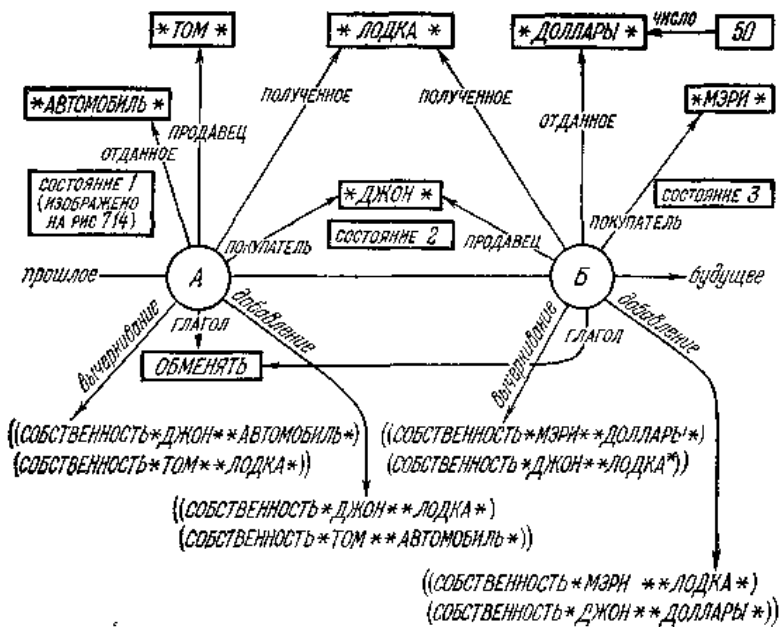 *ТОМ*
*ЛОДКА*
*ДОЛЛАРЫ*
ЧИСЛО
50
*АВТОМОБИЛЬ*
ПОЛУЧЕННОЕ
ПОЛУЧЕННОЕ
*МЭРИ*
ПРОДАВЕЦ
ОТДАННОЕ
ОТДАННОЕ
СОСТОЯНИЕ 1
(ИЗОБРАЖЕНО
НА РИС 7.14)
*ДЖОН*
СОСТОЯНИЕ 3
ПОКУПАТЕЛЬ
СОСТОЯНИЕ 2
ПРОДАВЕЦ
ПОКУПАТЕЛЬ
прошлое
А
Б
будущее
вычеркивание
ГЛАГОЛ
добавление
вычеркивание
ГЛАГОЛ
добавление
ОБМЕНЯТЬ
((СОБСТВЕННОСТЬ*ДЖОН**АВТОМОБИЛЬ*)
(СОБСТВЕННОСТЬ*ТОМ**ЛОДКА*))
((СОБСТВЕННОСТЬ*МЭРИ**ДОЛЛАРЫ*)
(СОБСТВЕННОСТЬ*ДЖОН**ЛОДКА*))
((СОБСТВЕННОСТЬ*ДЖОН**ЛОДКА*)
(СОБСТВЕННОСТЬ*ТОМ**АВТОМОБИЛЬ*))
((СОБСТВЕННОСТЬ*МЭРИ **ЛОДКА*)
(СОБСТВЕННОСТЬ*ДЖОН**ДОЛЛАРЫ*))